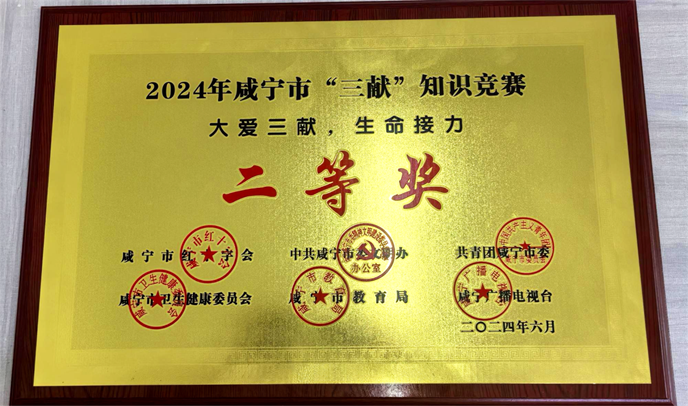 2024年咸宁市“三献”知识竞赛
大爱三献，生命接力
二等奖
咸宁市红十字会 中共咸宁市委文明办 共青团咸宁市委
咸宁市卫生健康委员会 咸宁市教育局 咸宁广播电视台
办公室
二〇二四年六月